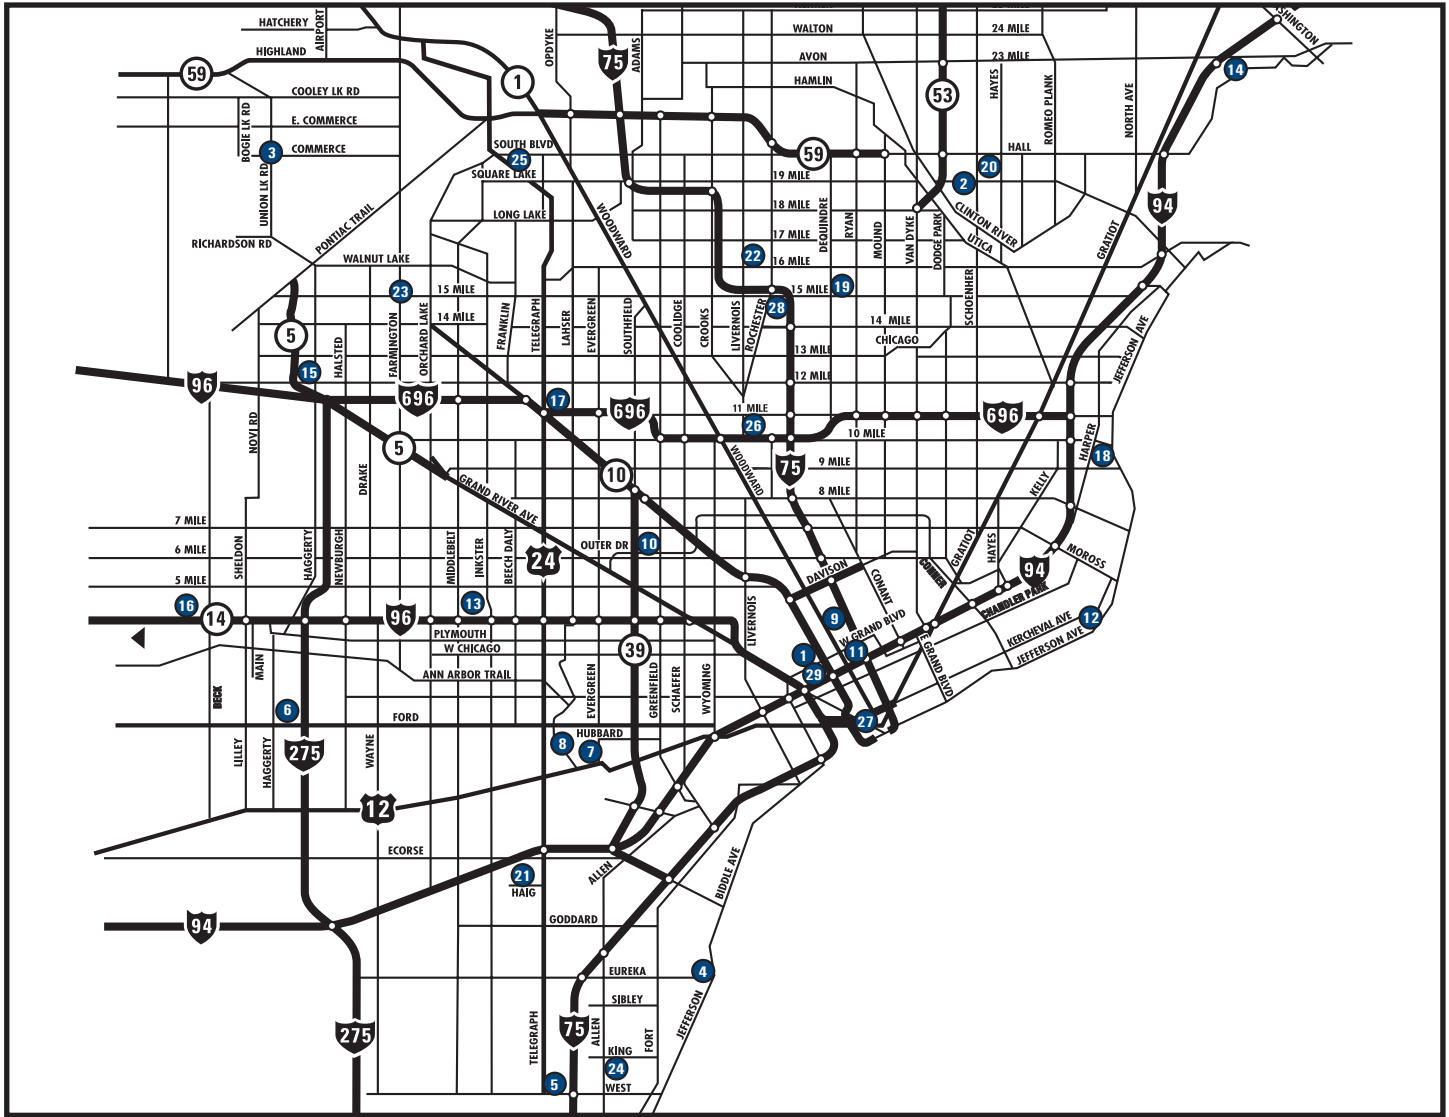 HATCHERY
AIRPORT
HIGHLAND
59
COOLEY LK RD
E. COMMERCE
BOGIE LK RD
3
COMMERCE
UNION LK RD
RICHARDSON RD
PONTIAC TRAIL
1
OPDYKE
75
ADAMS
WALTON
24 MILE
AVON
23 MILE
HAMLIN
53
HAYES
ROMEO PLANK
NORTH AVE
14
SOUTH BLVD
25
SQUARE LAKE
59
HALL
20
2
19 MILE
LONG LAKE
WOODWARD
18 MILE
DEQUINDRE
RYAN
MOUND
VAN DYKE
DODGE PARK
CLINTON RIVER
UTICA
94
GRATIOT
17 MILE
22
16 MILE
WALNUT LAKE
23
15 MILE
15 MILE
19
28
SCHOENHER
14 MILE
14 MILE
5
HALSTED
FARMINGTON
ORCHARD LAKE
FRANKLIN
TELEGRAPH
LAHSER
EVERGREEN
SOUTHFIELD
COOLIDGE
CROOKS
LIVERNOIS
ROCHESTER
CHICAGO
13 MILE
JEFFERSON AVE
15
12 MILE
96
696
17
696
11 MILE
26
696
NOVI RD
5
10 MILE
HARPER
18
DRAKE
10
WOODWARD
75
9 MILE
KELLY
GRAND RIVER AVE
8 MILE
7 MILE
6 MILE
5 MILE
SHELDON
HAGGERTY
NEWBURGH
MIDDLEBELT
INKSTER
BEECH DALY
24
OUTER DR
10
DAVISON
CONANT
CONNER
GRATIOT
HAYES
94
MOROSS
CHANDLER PARK
16
14
96
13
PLYMOUTH
W CHICAGO
LIVERNOIS
9
W GRAND BLVD
KERCHEVAL AVE
12
JEFFERSON AVE
39
1
11
29
E GRAND BLVD
MAIN
BECK
ANN ARBOR TRAIL
EVERGREEN
GREENFIELD
SCHAEFER
WYOMING
6
FORD
27
8
HUBBARD
7
LILLEY
HAGGERTY
275
WAYNE
12
ECORSE
ALLEN
BIDDLE AVE
21
HAIG
94
GODDARD
EUREKA
4
SIBLEY
275
TELEGRAPH
75
ALLEN
FORT
JEFFERSON
KING
24
5
WEST